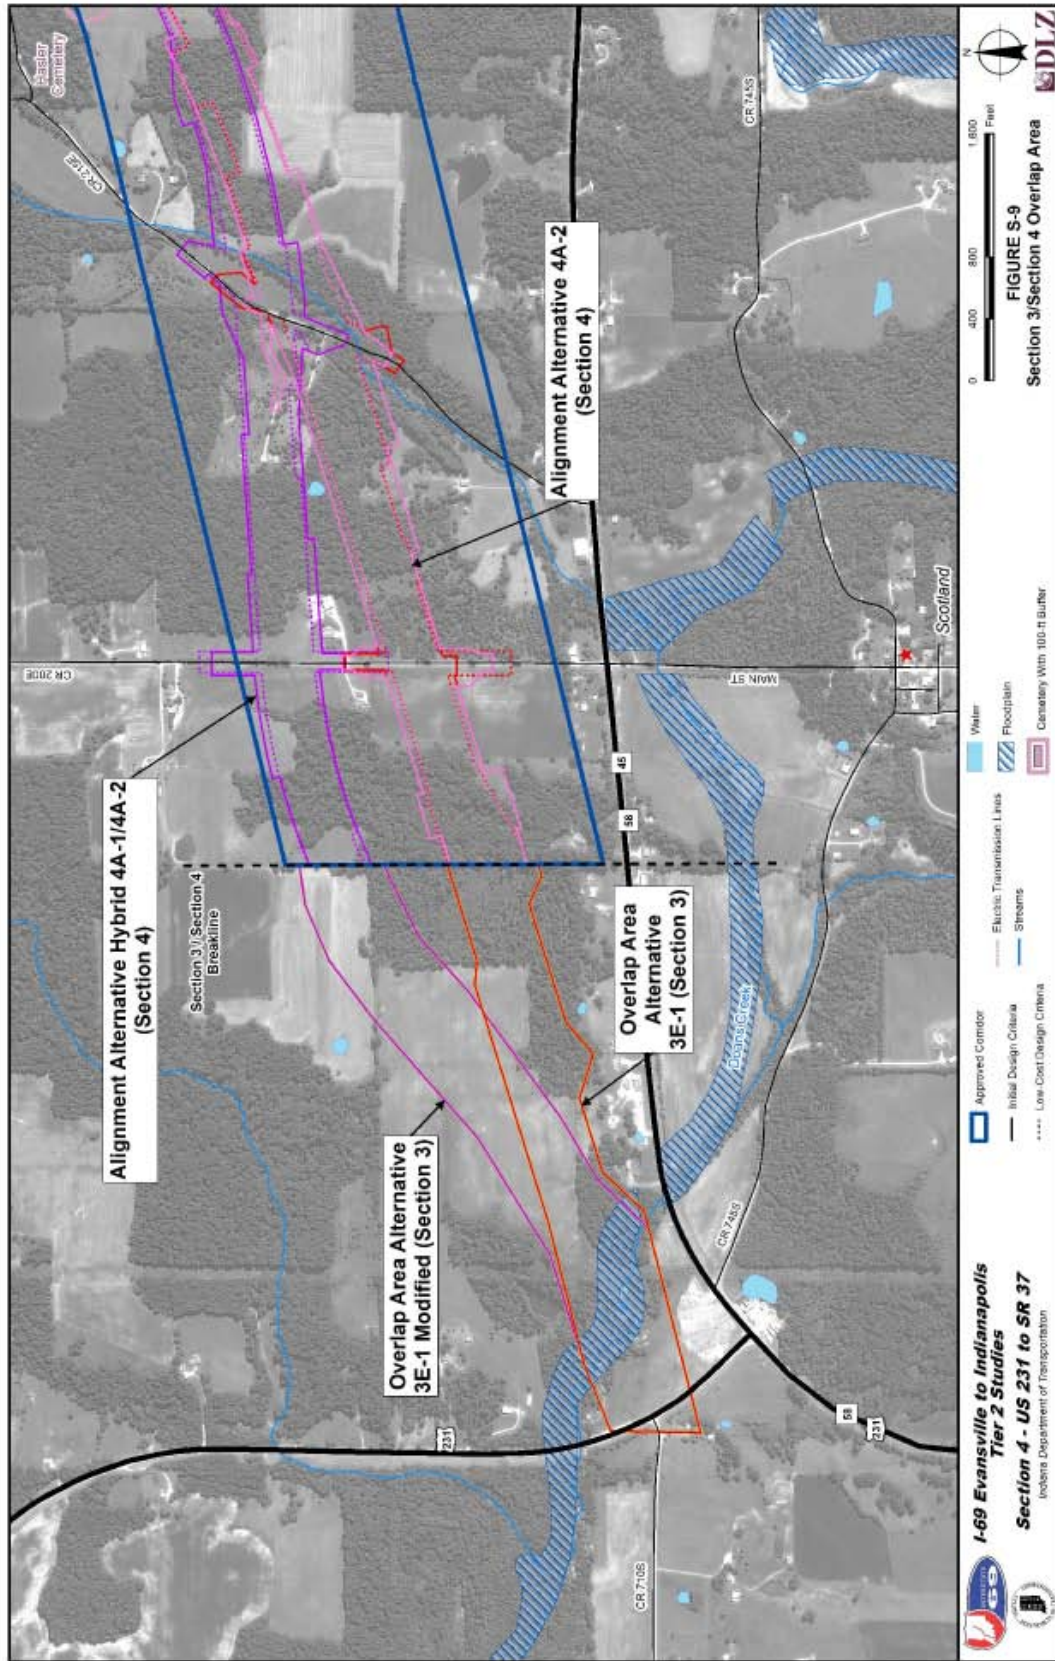 Hasler
Cemetery
CR 215E
CR 200E
Alignment Alternative Hybrid 4A-1/4A-2
(Section 4)
Alignment Alternative 4A-2
(Section 4)
Section 3 / Section 4
Breakline
Overlap Area Alternative
3E-1 Modified (Section 3)
Overlap Area
Alternative
3E-1 (Section 3)
45
58
MAIN ST
CR 745S
Scotland
Doans Creek
CR 745S
231
58
231
CR 710S
I-69 Evansville to Indianapolis
Tier 2 Studies
Section 4 - US 231 to SR 37
Indiana Department of Transportation
Approved Corridor
Initial Design Criteria
Low-Cost Design Criteria
Electric Transmission Lines
Streams
Water
Floodplain
Cemetery With 100-ft Buffer
0 400 800 1,600
Feet
N
FIGURE S-9
Section 3/Section 4 Overlap Area
DLZ